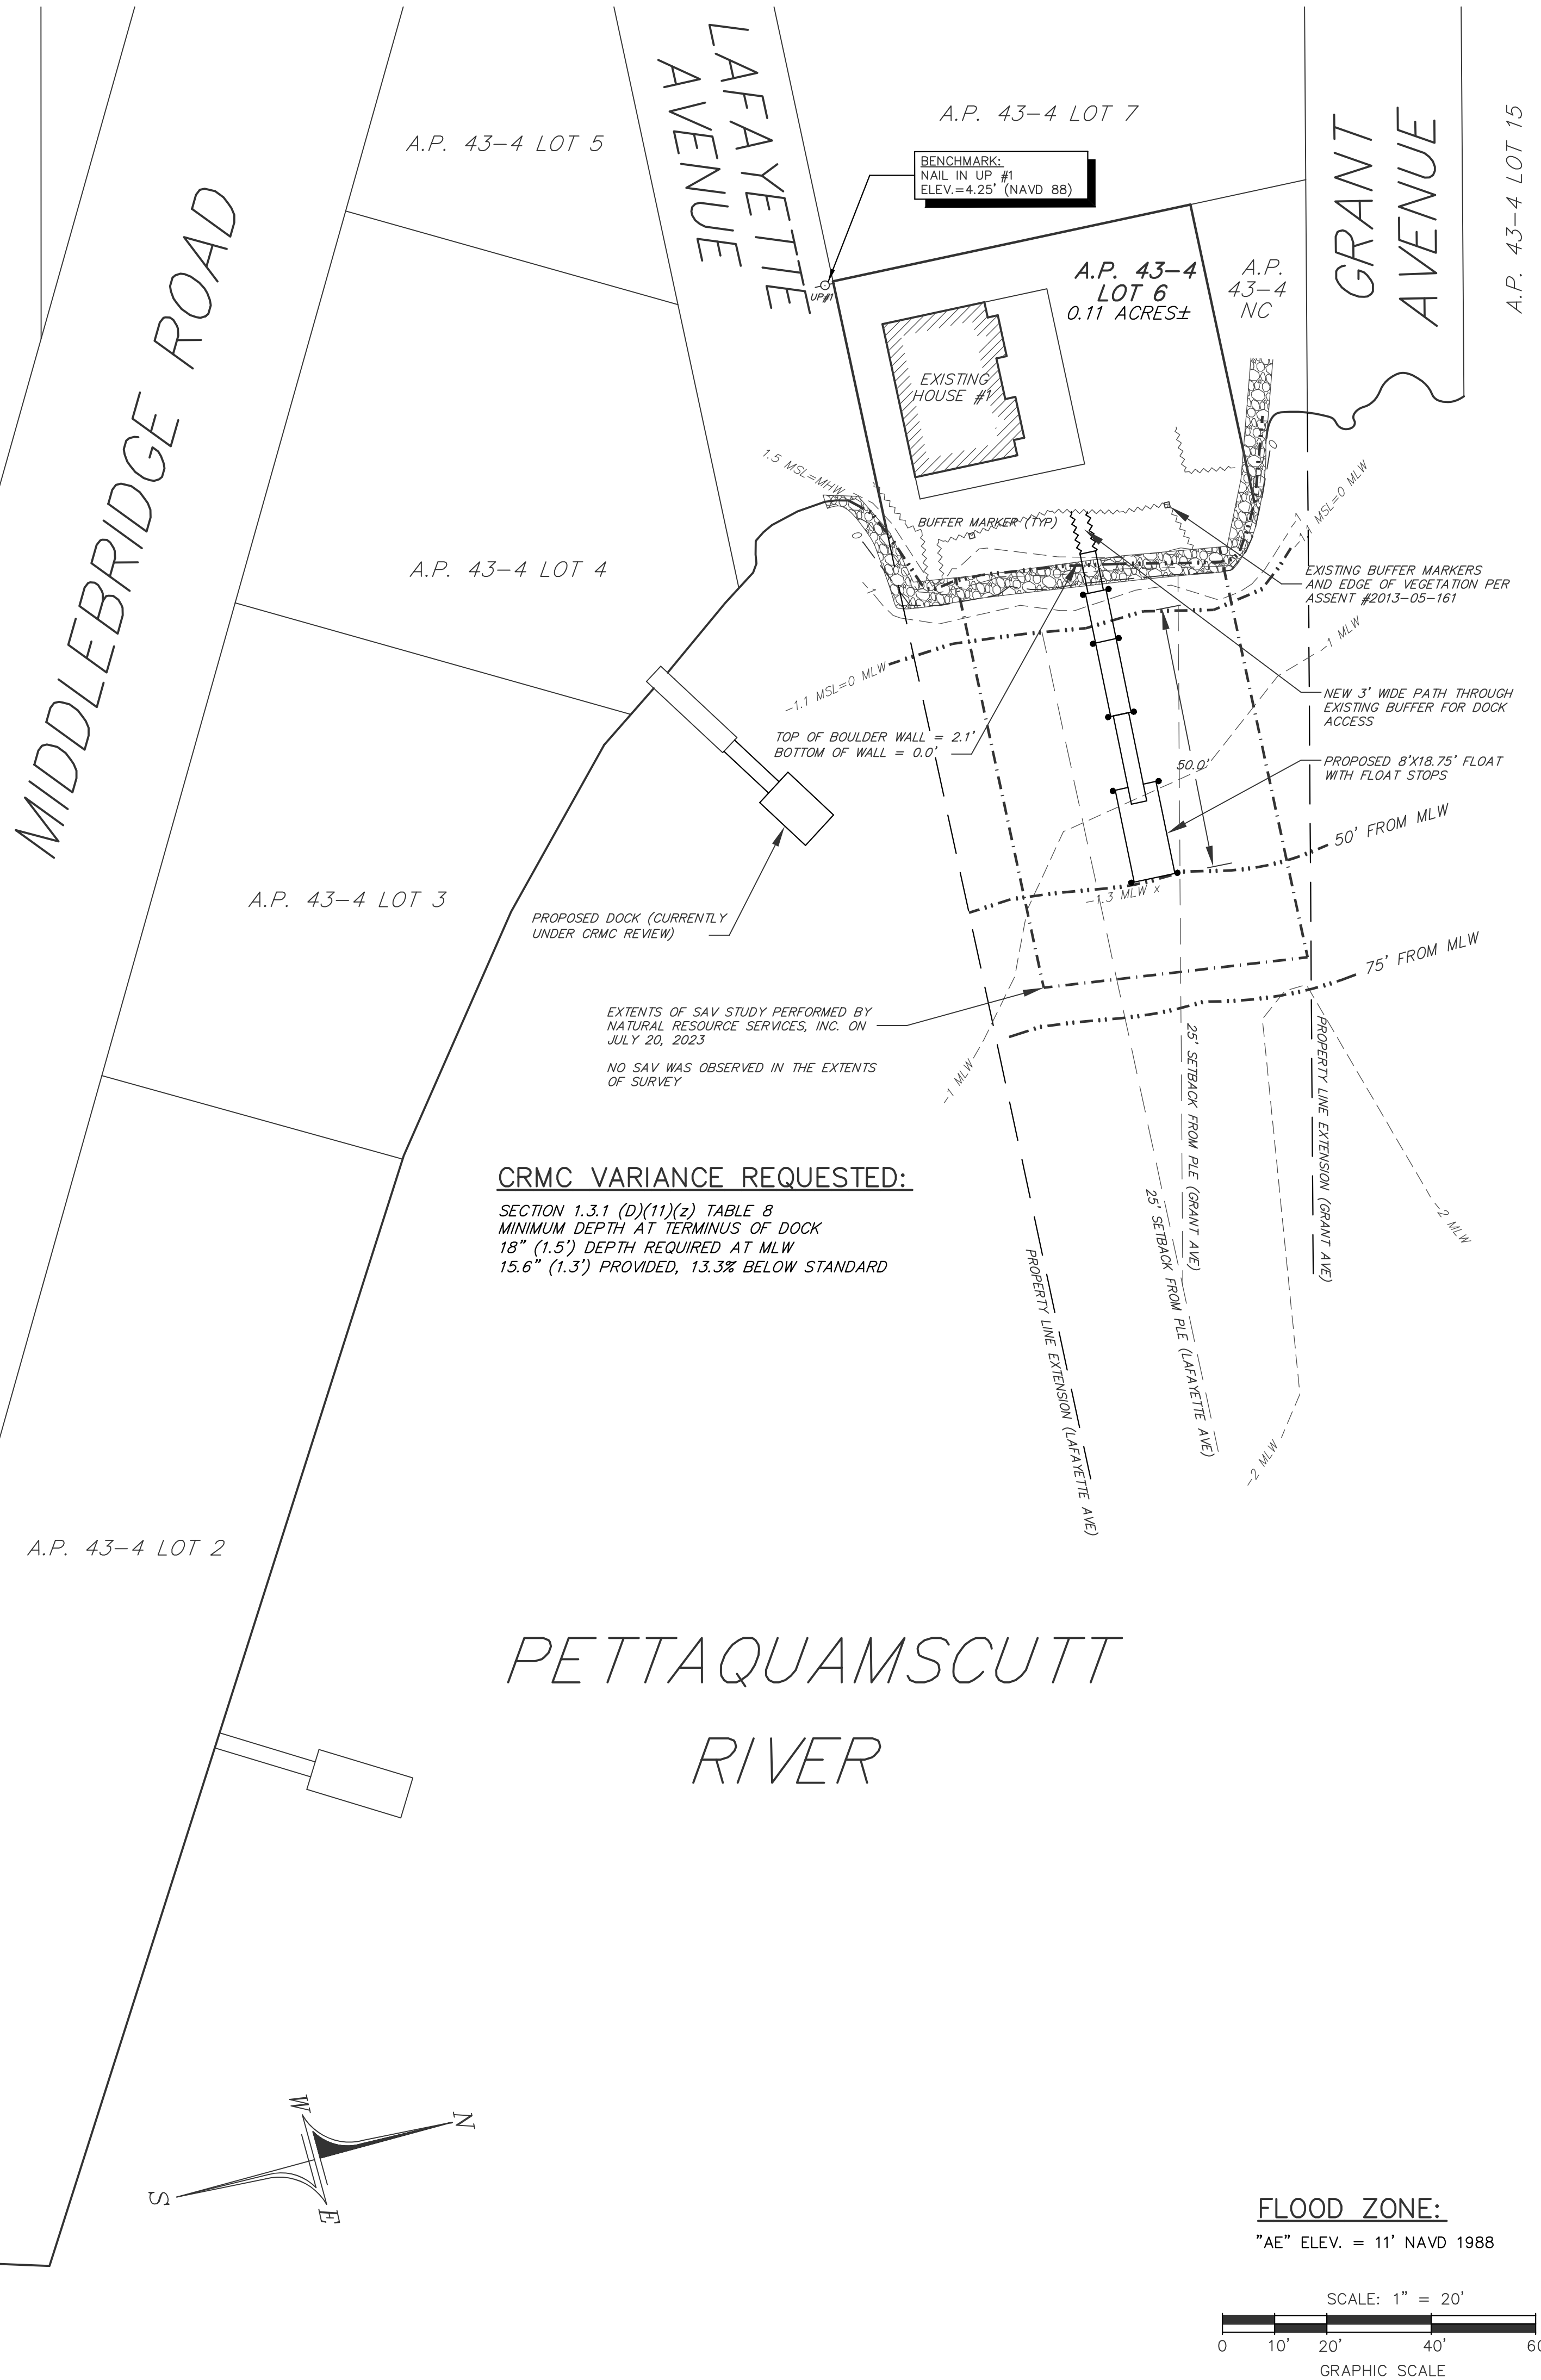 LAFAYETTE
AVENUE
A.P. 43-4 LOT 7
GRANT
AVENUE
A.P. 43-4 LOT 15
A.P. 43-4 LOT 5
BENCHMARK:
NAIL IN UP #1
ELEV.=4.25' (NAVD 88)
MIDDLEBRIDGE ROAD
UP#1
A.P. 43-4
LOT 6
0.11 ACRES±
A.P.
43-4
NC
EXISTING
HOUSE #1
1.5 MSL=MHW
0
-1
BUFFER MARKER (TYP)
0
-1
-1.1 MSL=0 MLW
A.P. 43-4 LOT 4
EXISTING BUFFER MARKERS
AND EDGE OF VEGETATION PER
ASSENT #2013-05-161
-1 MLW
-1.1 MSL=0 MLW
NEW 3' WIDE PATH THROUGH
EXISTING BUFFER FOR DOCK
ACCESS
TOP OF BOULDER WALL = 2.1'
BOTTOM OF WALL = 0.0'
50.0'
PROPOSED 8'X18.75' FLOAT
WITH FLOAT STOPS
50' FROM MLW
A.P. 43-4 LOT 3
-1.3 MLW x
PROPOSED DOCK (CURRENTLY
UNDER CRMC REVIEW)
75' FROM MLW
EXTENTS OF SAV STUDY PERFORMED BY
NATURAL RESOURCE SERVICES, INC. ON
JULY 20, 2023
NO SAV WAS OBSERVED IN THE EXTENTS
OF SURVEY
-1 MLW
25' SETBACK FROM PLE (GRANT AVE)
PROPERTY LINE EXTENSION (GRANT AVE)
25' SETBACK FROM PLE (LAFAYETTE AVE)
PROPERTY LINE EXTENSION (LAFAYETTE AVE)
-2 MLW
-2 MLW
CRMC VARIANCE REQUESTED:
SECTION 1.3.1 (D)(11)(z) TABLE 8
MINIMUM DEPTH AT TERMINUS OF DOCK
18" (1.5') DEPTH REQUIRED AT MLW
15.6" (1.3') PROVIDED, 13.3% BELOW STANDARD
A.P. 43-4 LOT 2
PETTAQUAMSCUTT
RIVER
W
N
S
E
FLOOD ZONE:
"AE" ELEV. = 11' NAVD 1988
SCALE: 1" = 20'
0 10' 20' 40' 60
GRAPHIC SCALE